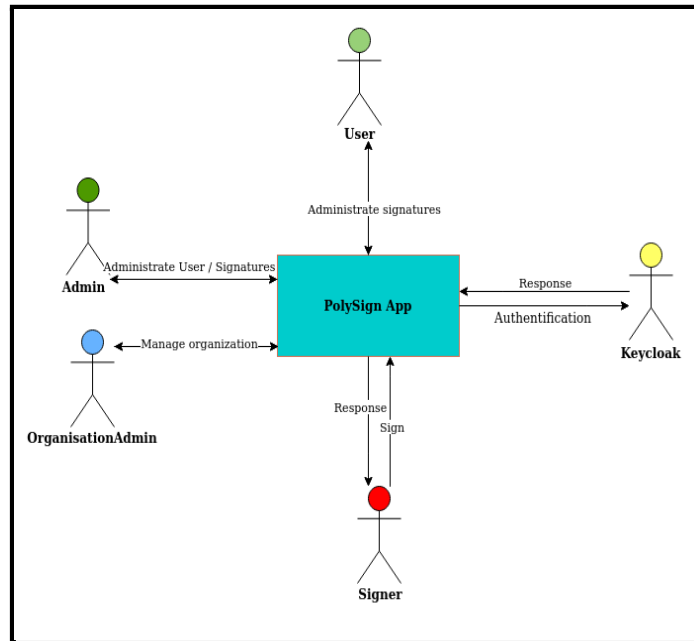 User
Administrate signatures
Administrate User / Signatures
Admin
PolySign App
Response
Authentification
Keycloak
Manage organization
OrganisationAdmin
Response
Sign
Signer